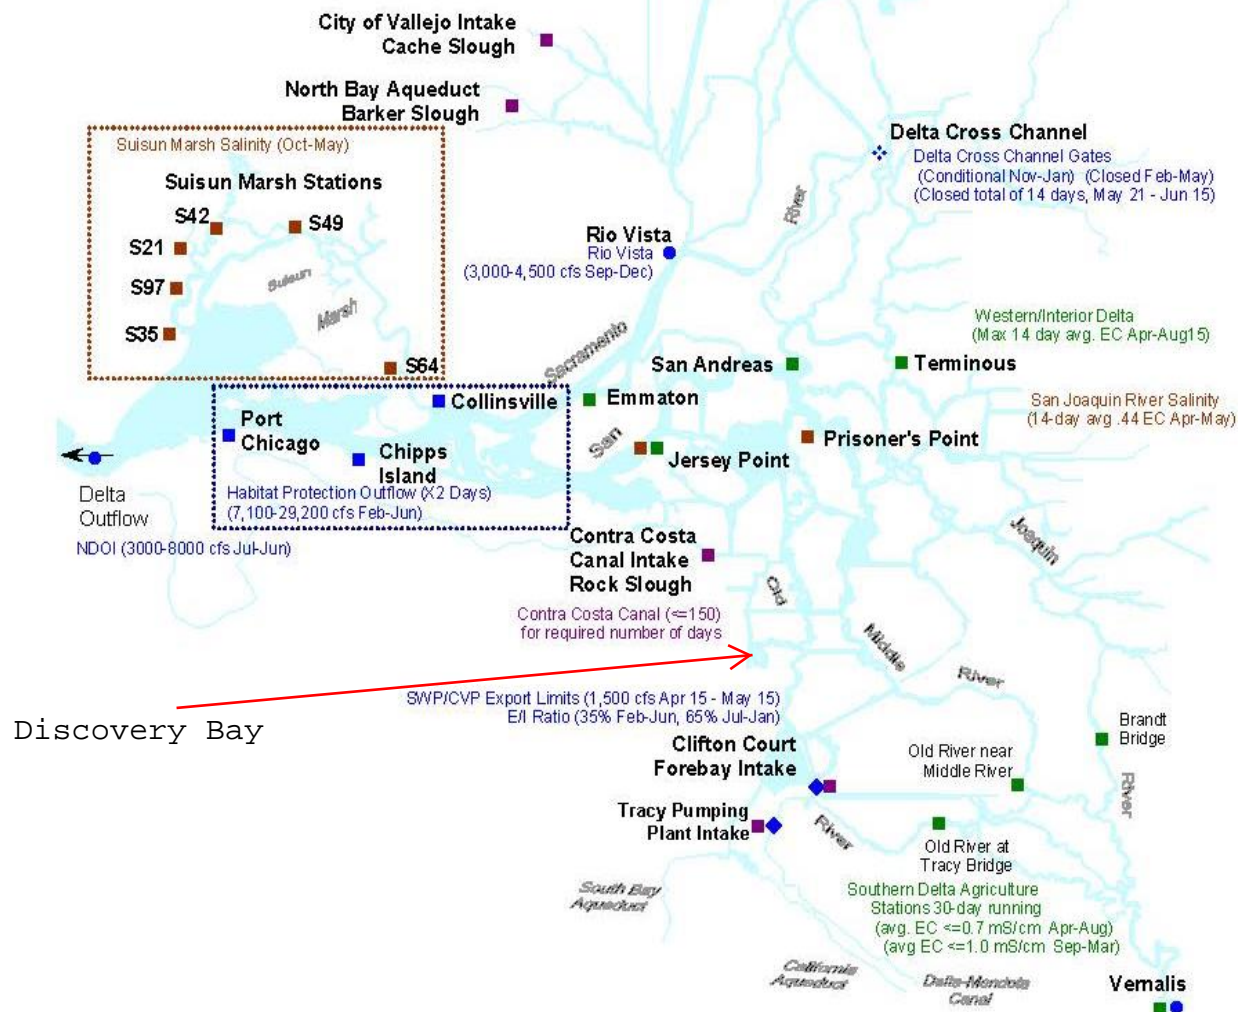 City of Vallejo Intake
Cache Slough
North Bay Aqueduct
Barker Slough
Delta Cross Channel
Delta Cross Channel Gates
(Conditional Nov-Jan) (Closed Feb-May)
(Closed total of 14 days, May 21 - Jun 15)
Suisun Marsh Salinity (Oct-May)
Suisun Marsh Stations
S42
S49
S21
S97
S35
S64
Suisun
Marsh
River
Rio Vista
Rio Vista
(3,000-4,500 cfs Sep-Dec)
Sacramento
Western/Interior Delta
(Max 14 day avg. EC Apr-Aug15)
San Andreas
Terminous
Emmaton
Collinsville
San Joaquin River Salinity
(14-day avg .44 EC Apr-May)
Port
Chicago
Chipps
Island
San
Jersey Point
Prisoner's Point
Habitat Protection Outflow (X2 Days)
(7,100-29,200 cfs Feb-Jun)
Delta
Outflow
NDOI (3000-8000 cfs Jul-Jun)
Contra Costa
Canal Intake
Rock Slough
Joaquin
Old
Contra Costa Canal (<=150)
for required number of days
Middle
River
SWP/CVP Export Limits (1,500 cfs Apr 15 - May 15)
E/I Ratio (35% Feb-Jun, 65% Jul-Jan)
Discovery Bay
Clifton Court
Forebay Intake
Old River near
Middle River
Brandt
Bridge
River
Tracy Pumping
Plant Intake
River
Old River at
Tracy Bridge
South Bay
Aqueduct
Southern Delta Agriculture
Stations 30-day running
(avg. EC <=0.7 mS/cm Apr-Aug)
(avg EC <=1.0 mS/cm Sep-Mar)
California
Aqueduct
Delta-Mendota
Canal
Vernalis